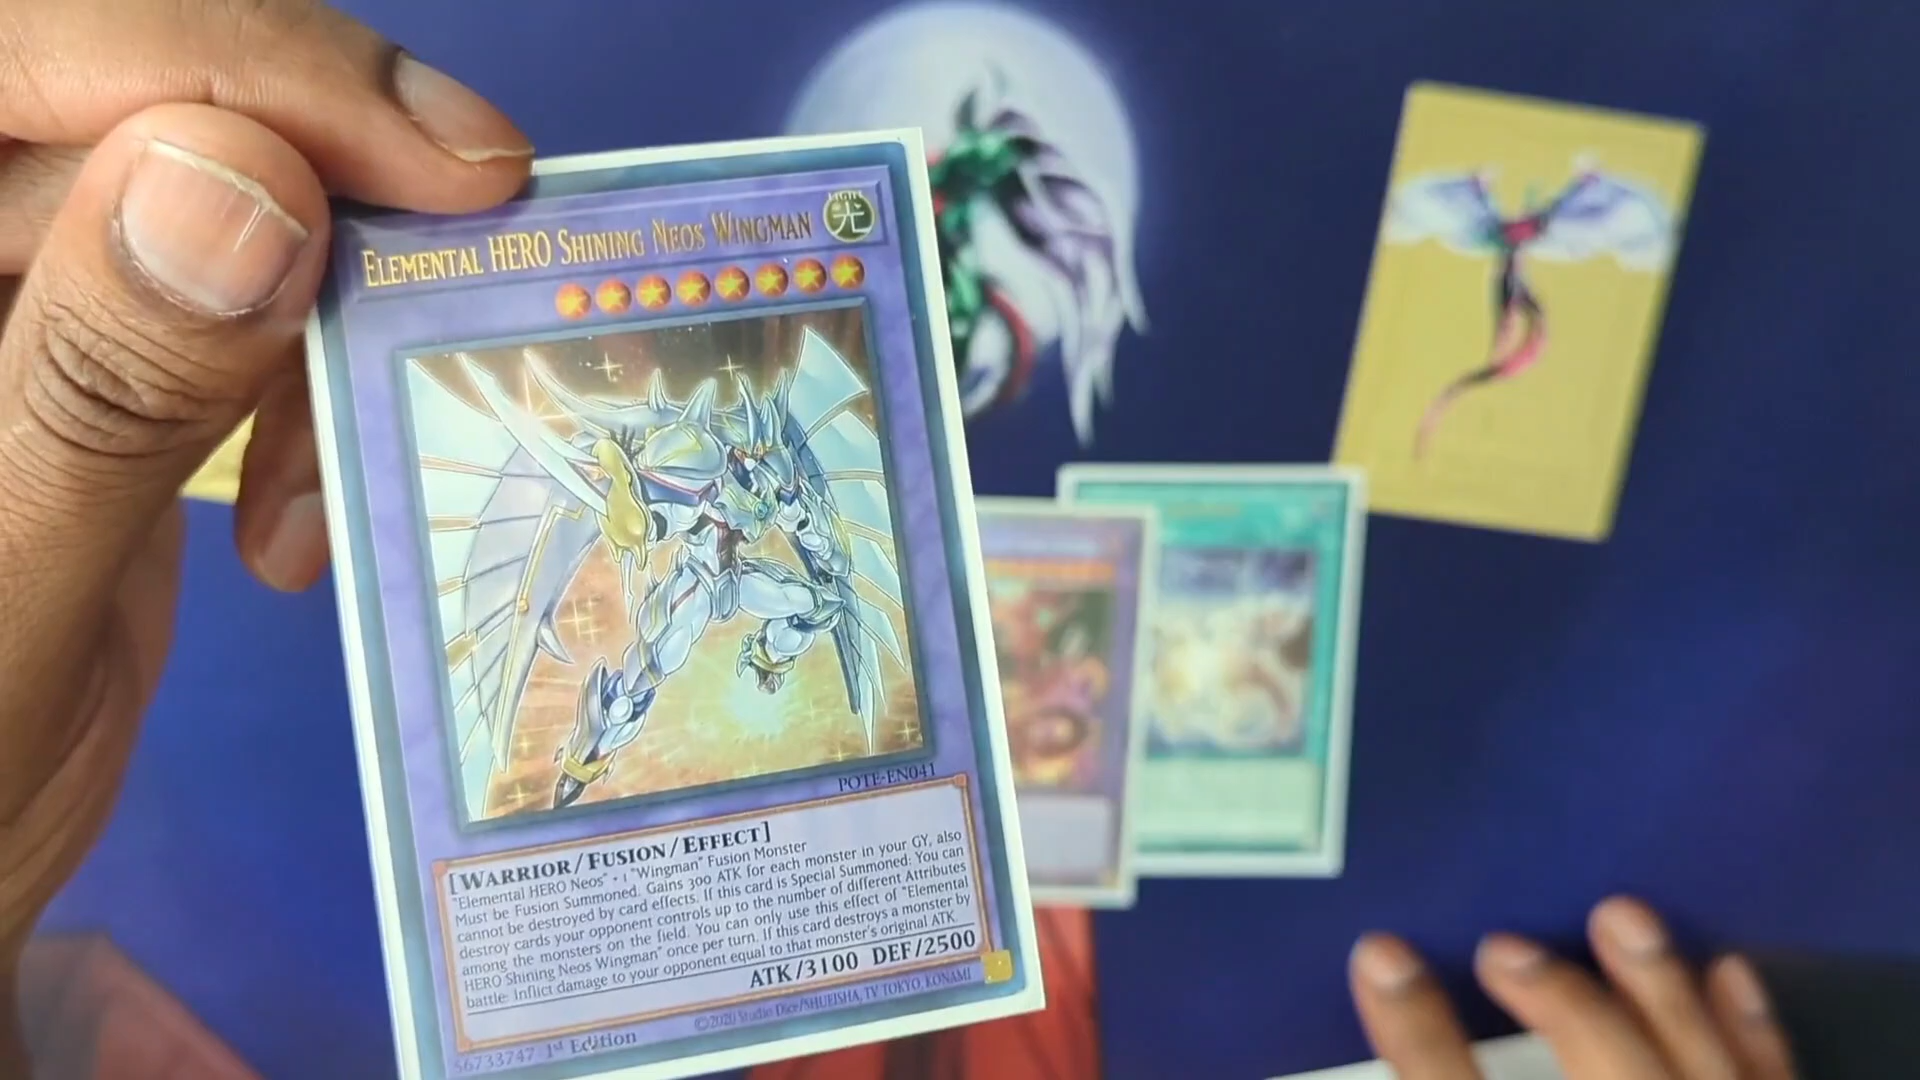 ELEMENTAL HERO SHINING NEOS WINGMAN
LIGHT
光
POTE-EN041
[WARRIOR/FUSION/EFFECT]
"Elemental HERO Neos" + 1 "Wingman" Fusion Monster
Must be Fusion Summoned. Gains 300 ATK for each monster in your GY, also
cannot be destroyed by card effects. If this card is Special Summoned: You can
destroy cards your opponent controls up to the number of different Attributes
among the monsters on the field. You can only use this effect of "Elemental
HERO Shining Neos Wingman" once per turn. If this card destroys a monster by
battle: Inflict damage to your opponent equal to that monster's original ATK.
ATK/3100 DEF/2500
56733747 1st Edition
©2020 Studio Dice/SHUEISHA, TV TOKYO, KONAMI